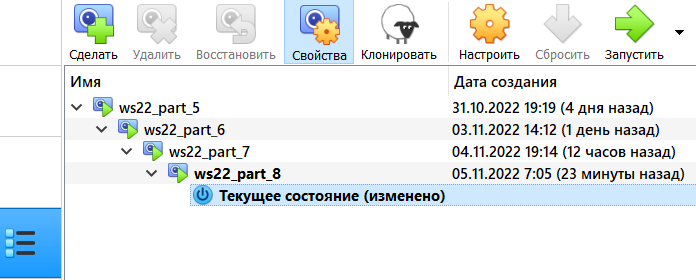 Сделать Удалить Восстановить Свойства Клонировать Настроить Сбросить Запустить
Имя Дата создания
ws22_part_5 31.10.2022 19:19 (4 дня назад)
ws22_part_6 03.11.2022 14:12 (1 день назад)
ws22_part_7 04.11.2022 19:14 (12 часов назад)
ws22_part_8 05.11.2022 7:05 (23 минуты назад)
Текущее состояние (изменено)